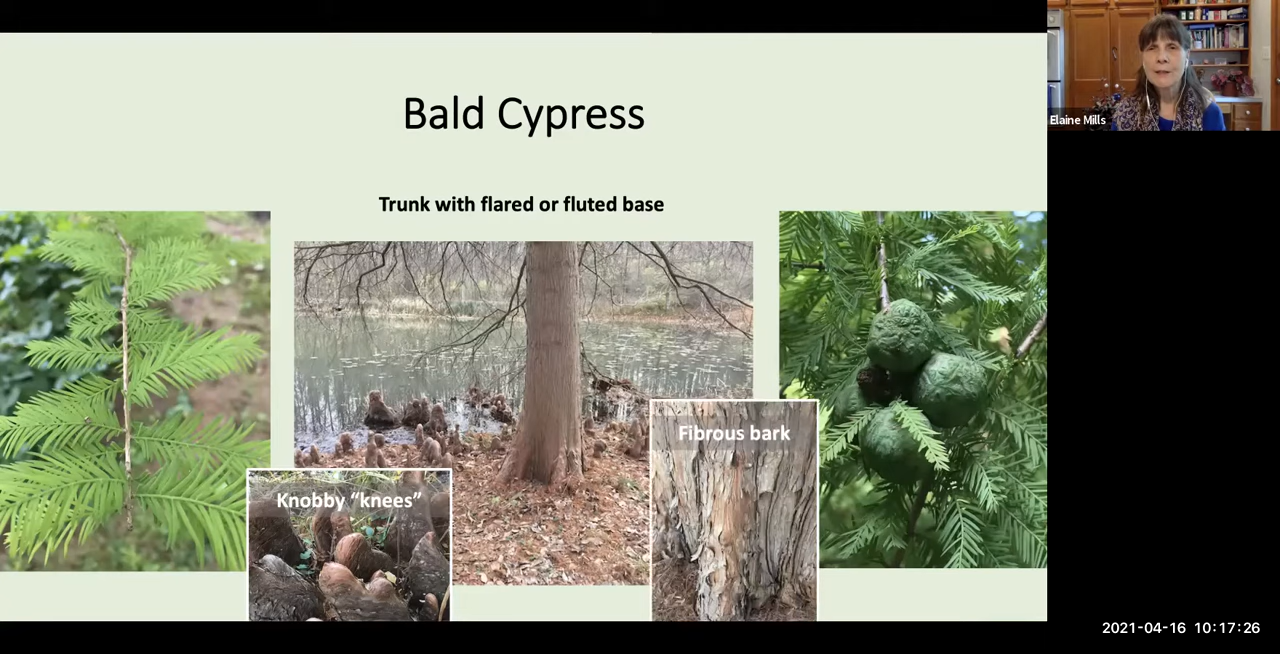 Bald Cypress
Elaine Mills
Trunk with flared or fluted base
Fibrous bark
Knobby “knees”
2021-04-16 10:17:26